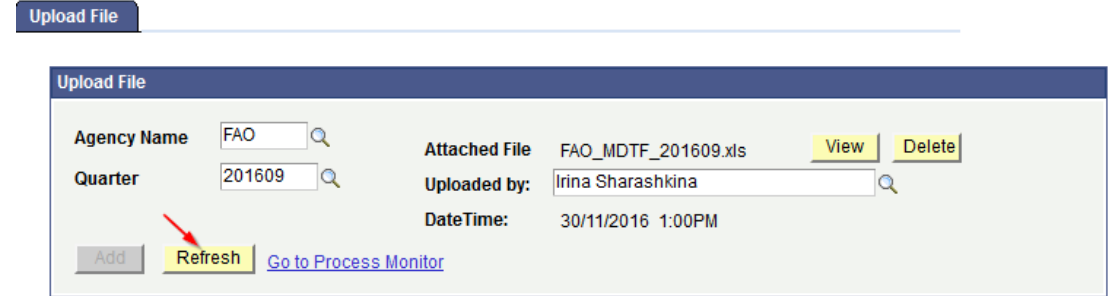 Upload File
Upload File
Agency Name FAO
Attached File FAO_MDTF_201609.xls View Delete
Quarter 201609
Uploaded by: Irina Sharashkina
DateTime: 30/11/2016 1:00PM
Add Refresh Go to Process Monitor